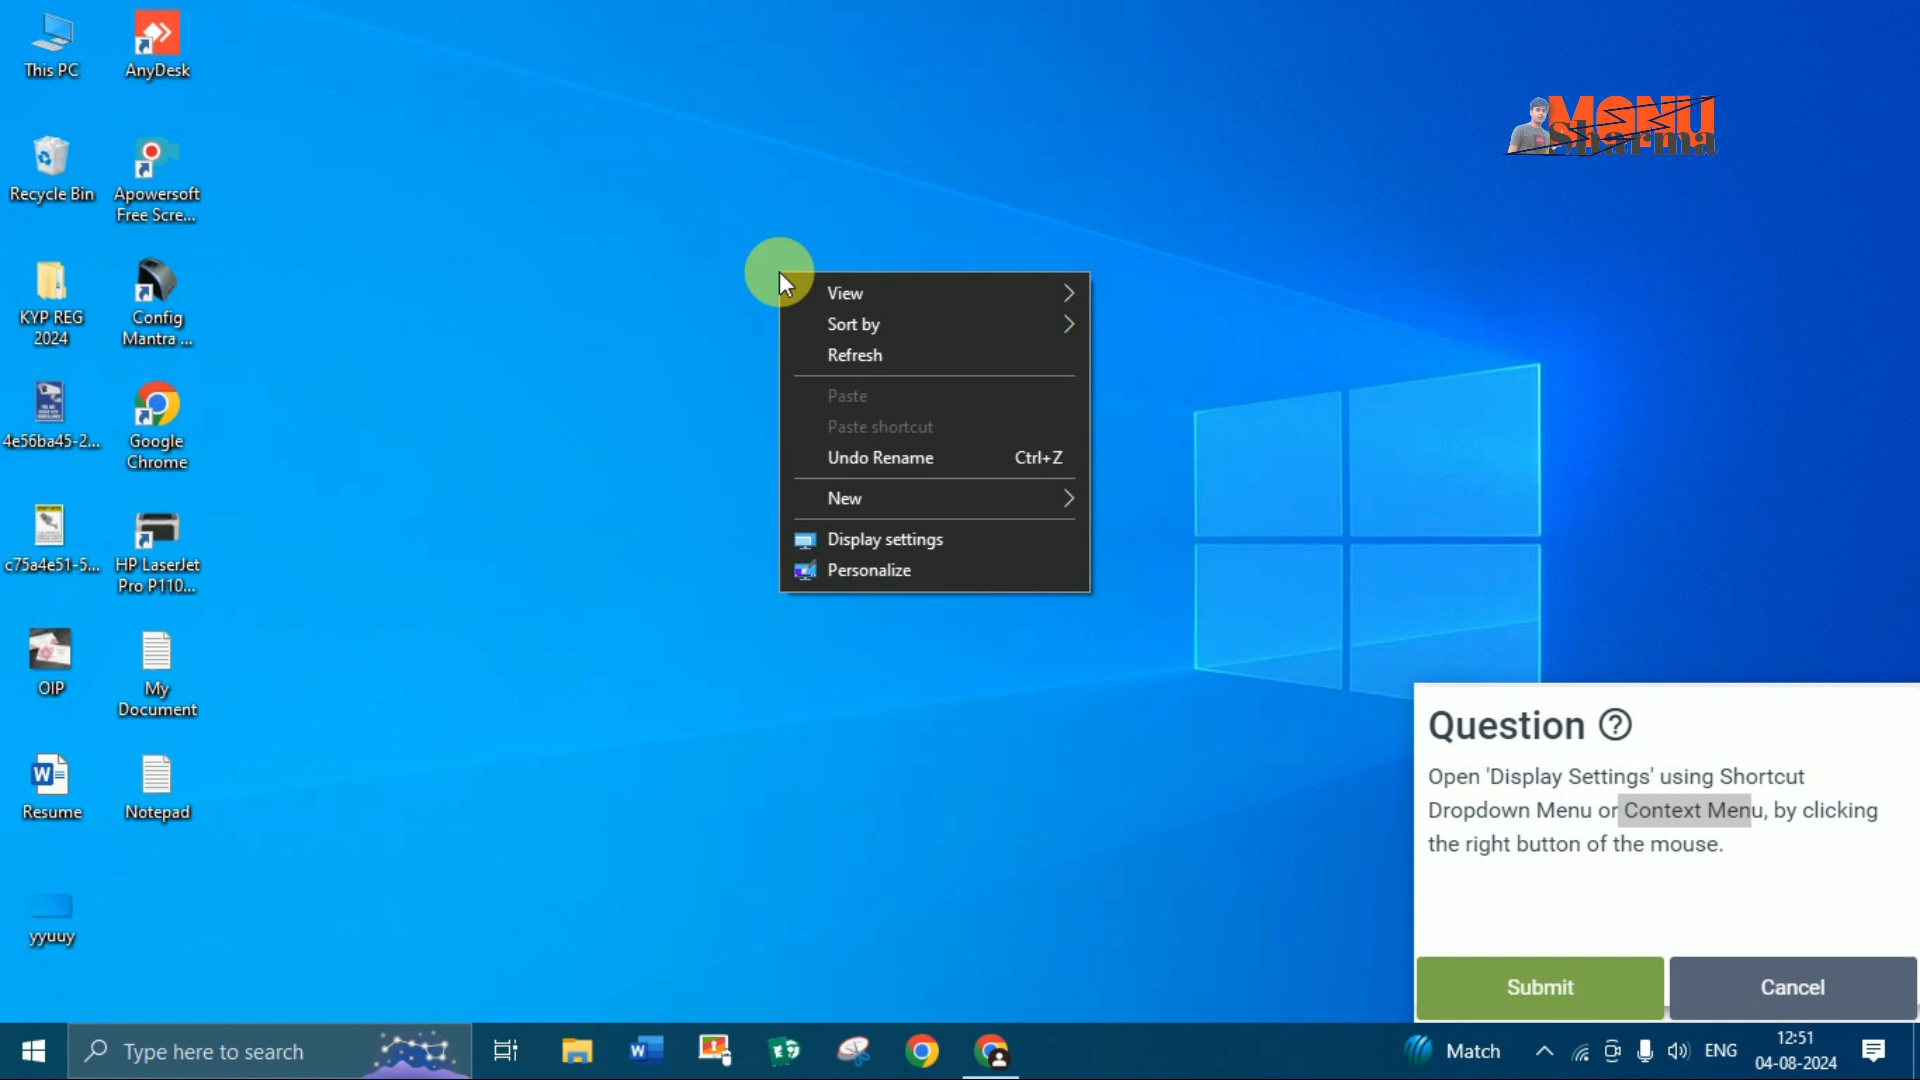 This PC
AnyDesk
MONU
Sharma
Recycle Bin
Apowersoft
Free Scre...
KYP REG
2024
Config
Mantra ...
4e56ba45-2...
Google
Chrome
c75a4e51-5...
HP LaserJet
Pro P110...
OIP
My
Document
Resume
Notepad
yyuuy
View
Sort by
Refresh
Paste
Paste shortcut
Undo Rename Ctrl+Z
New
Display settings
Personalize
Question ?
Open 'Display Settings' using Shortcut
Dropdown Menu or Context Menu, by clicking
the right button of the mouse.
Submit
Cancel
Type here to search
Match
ENG
12:51
04-08-2024